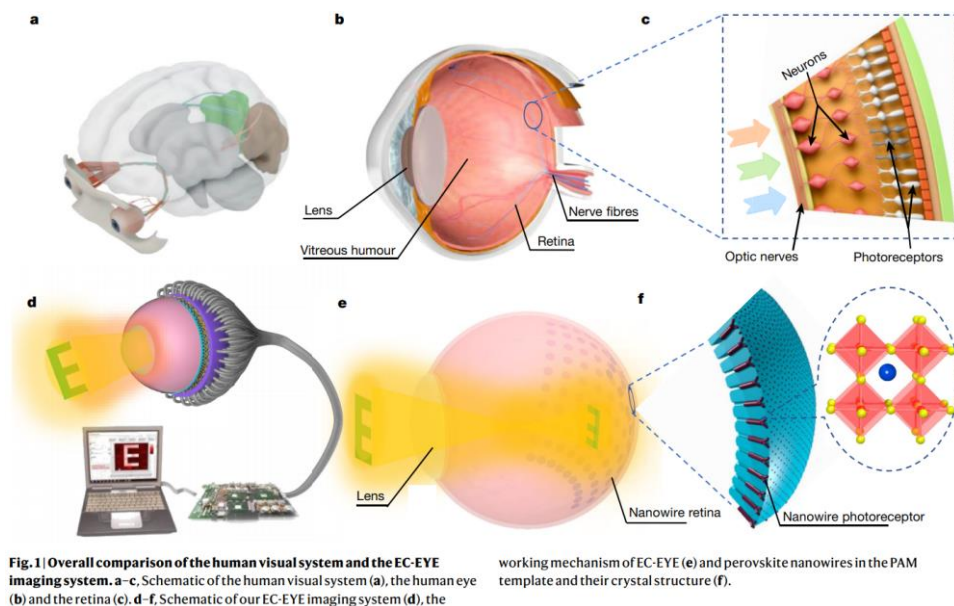 a
b
c
Neurons
Lens
Vitreous humour
Nerve fibres
Retina
Optic nerves
Photoreceptors
d
e
f
E
E
E
E
Lens
Nanowire retina
Nanowire photoreceptor
Fig. 1 | Overall comparison of the human visual system and the EC-EYE
imaging system. a–c, Schematic of the human visual system (a), the human eye
(b) and the retina (c). d–f, Schematic of our EC-EYE imaging system (d), the
working mechanism of EC-EYE (e) and perovskite nanowires in the PAM
template and their crystal structure (f).